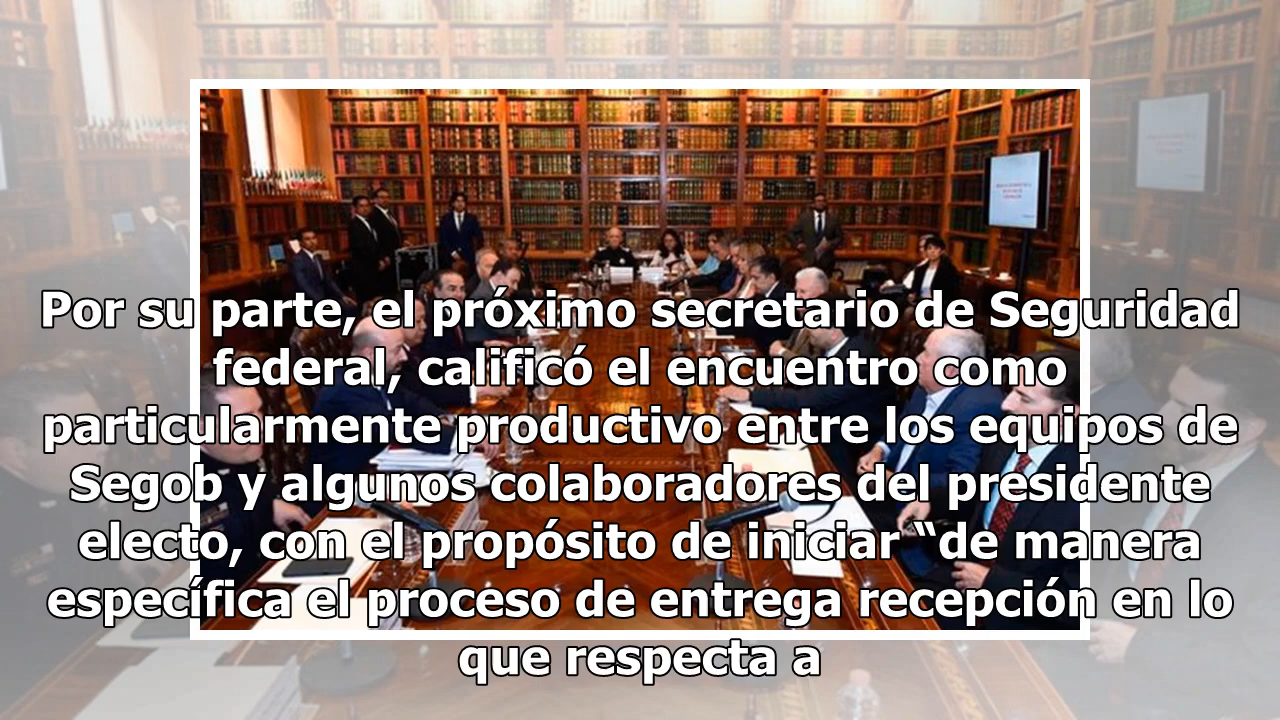 Por su parte, el próximo secretario de Seguridad
federal, calificó el encuentro como
particularmente productivo entre los equipos de
Segob y algunos colaboradores del presidente
electo, con el propósito de iniciar “de manera
específica el proceso de entrega recepción en lo
que respecta a